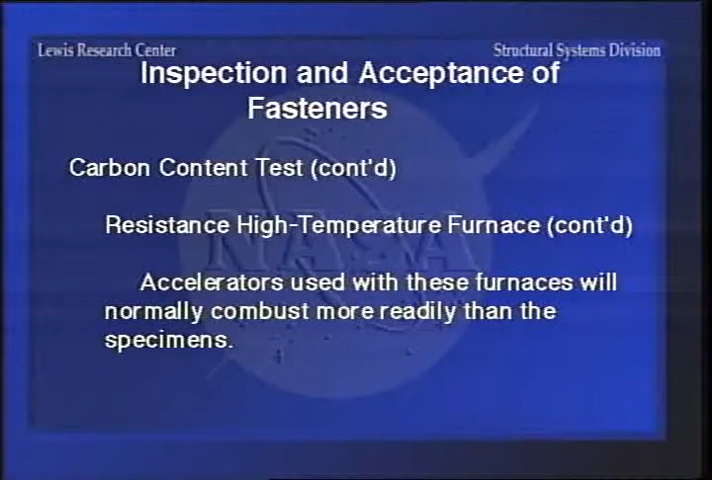 Lewis Research Center
Structural Systems Division
Inspection and Acceptance of
Fasteners
Carbon Content Test (cont'd)
Resistance High-Temperature Furnace (cont'd)
Accelerators used with these furnaces will
normally combust more readily than the
specimens.
NASA